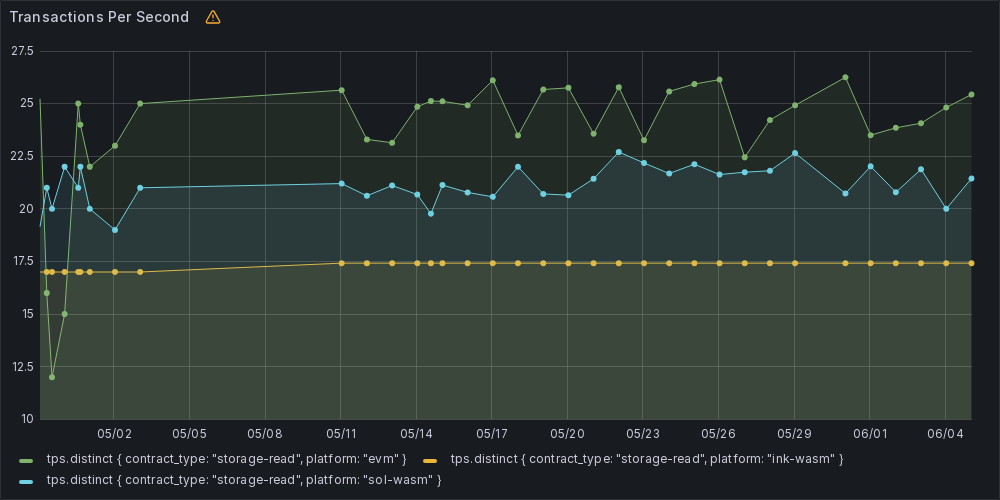 Transactions Per Second
27.5
25
22.5
20
17.5
15
12.5
10
05/02 05/05 05/08 05/11 05/14 05/17 05/20 05/23 05/26 05/29 06/01 06/04
tps.distinct { contract_type: "storage-read", platform: "evm" } tps.distinct { contract_type: "storage-read", platform: "ink-wasm" }
tps.distinct { contract_type: "storage-read", platform: "sol-wasm" }